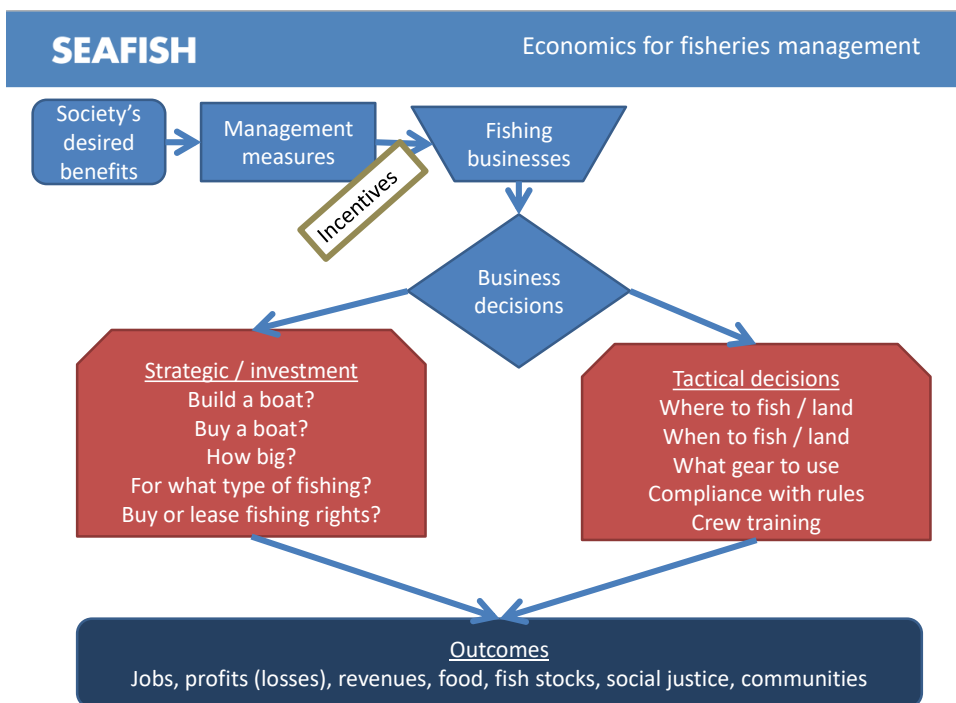 SEAFISH
Economics for fisheries management
Society's
desired
benefits
Management
measures
Fishing
businesses
Incentives
Business
decisions
Strategic / investment
Build a boat?
Buy a boat?
How big?
For what type of fishing?
Buy or lease fishing rights?
Tactical decisions
Where to fish / land
When to fish / land
What gear to use
Compliance with rules
Crew training
Outcomes
Jobs, profits (losses), revenues, food, fish stocks, social justice, communities